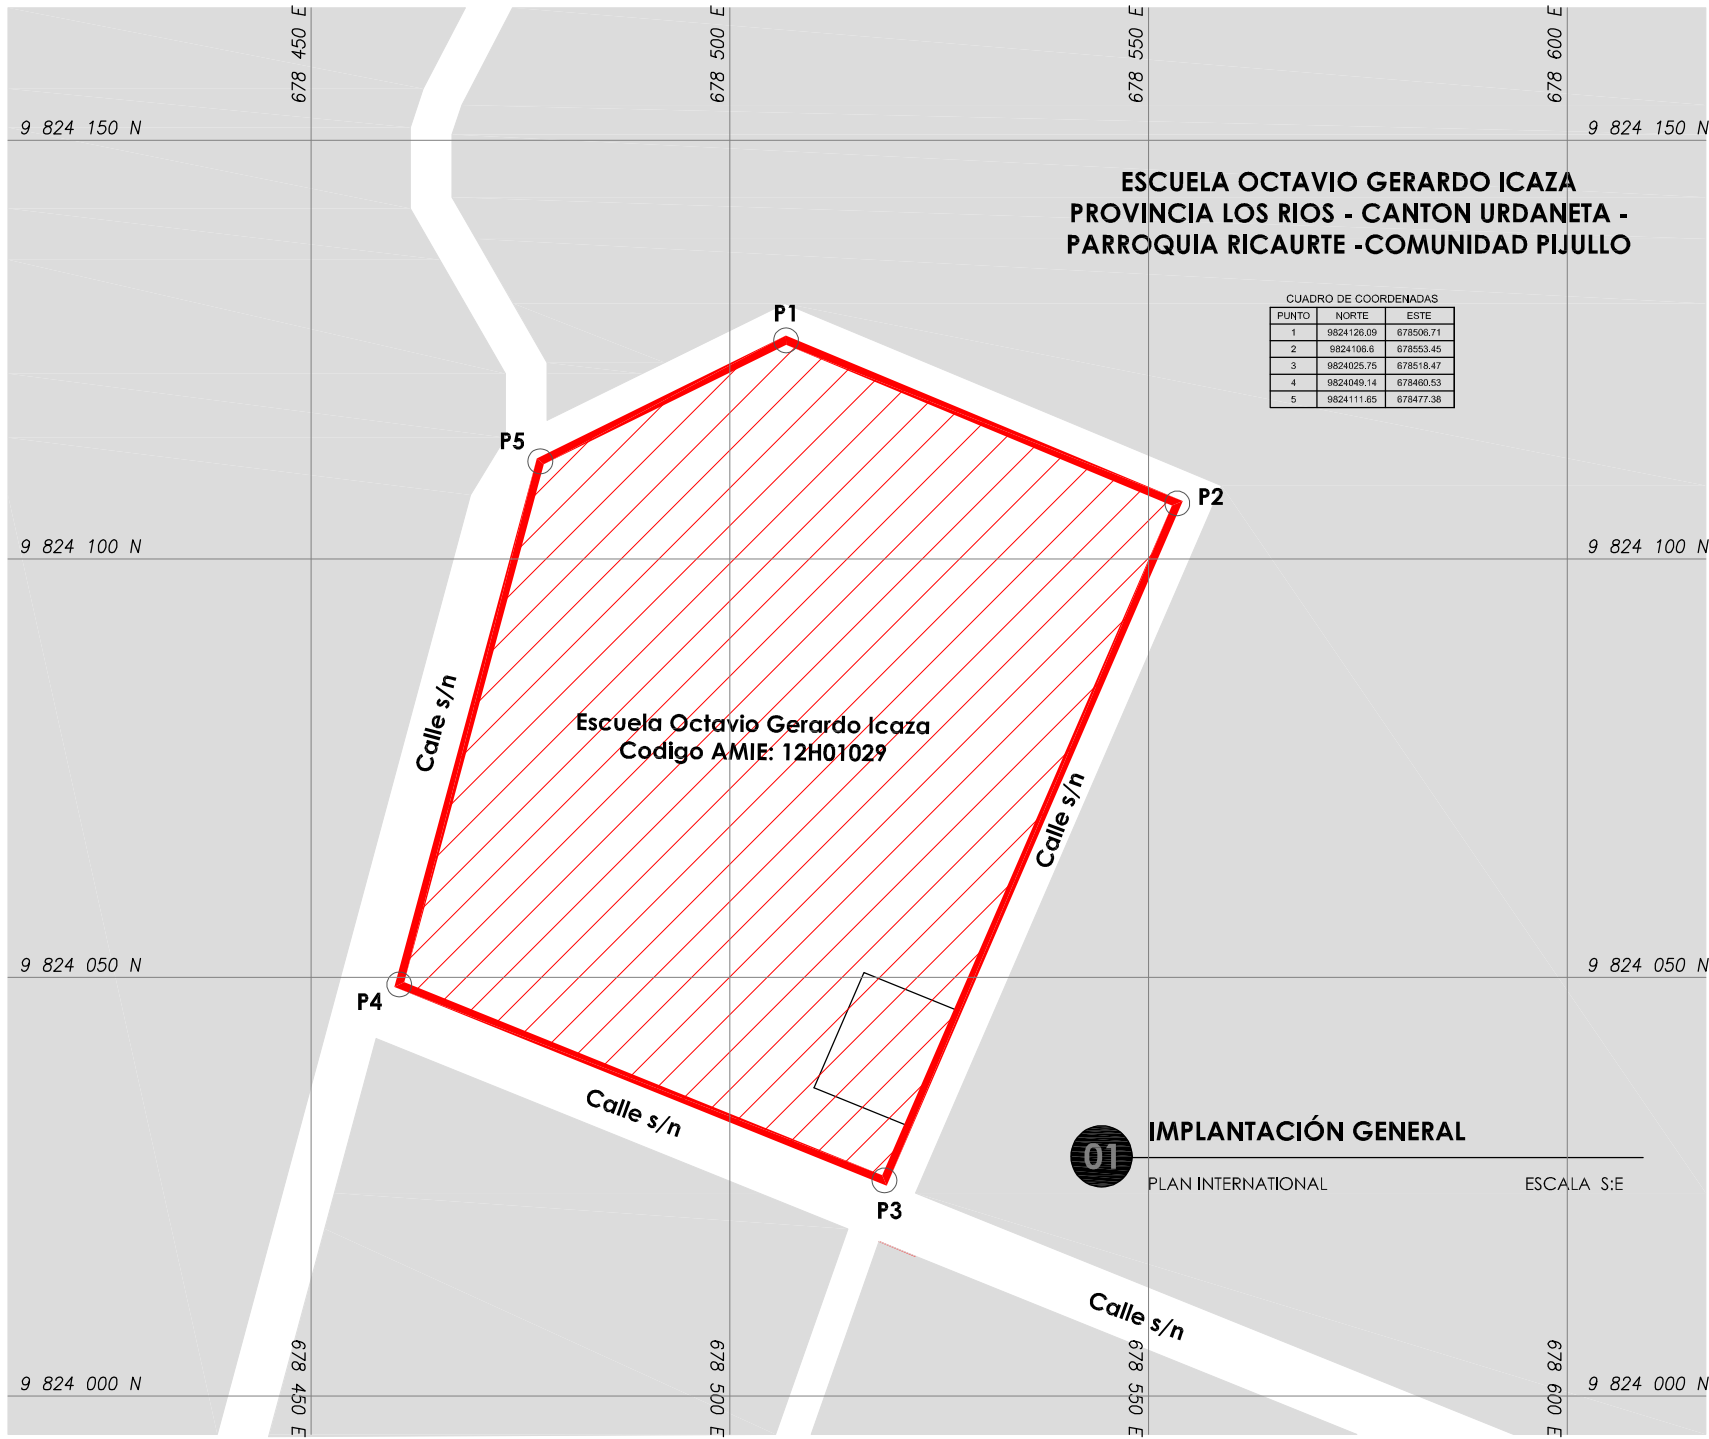 678 450 E
678 500 E
678 550 E
678 600 E
9 824 150 N
9 824 150 N
ESCUELA OCTAVIO GERARDO ICAZA
PROVINCIA LOS RIOS - CANTON URDANETA -
PARROQUIA RICAURTE -COMUNIDAD PIJULLO
CUADRO DE COORDENADAS
PUNTO NORTE ESTE
1 9824126.09 678506.71
2 9824106.6 678553.45
3 9824025.75 678518.47
4 9824049.14 678460.53
5 9824111.65 678477.38
P1
P5
P2
9 824 100 N
9 824 100 N
Calle s/n
Escuela Octavio Gerardo Icaza
Codigo AMIE: 12H01029
Calle s/n
9 824 050 N
9 824 050 N
P4
Calle s/n
P3
01
IMPLANTACIÓN GENERAL
PLAN INTERNATIONAL ESCALA S:E
Calle s/n
9 824 000 N
9 824 000 N
678 450 E
678 500 E
678 550 E
678 600 E